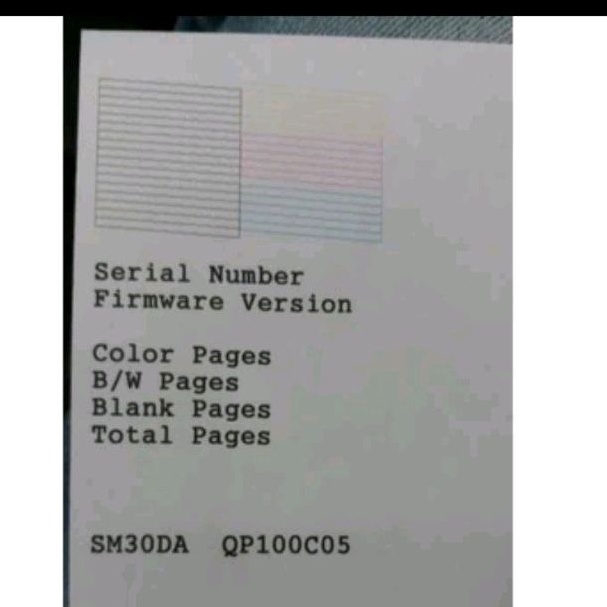 Serial Number
Firmware Version
Color Pages
B/W Pages
Blank Pages
Total Pages
SM30DA QP100C05